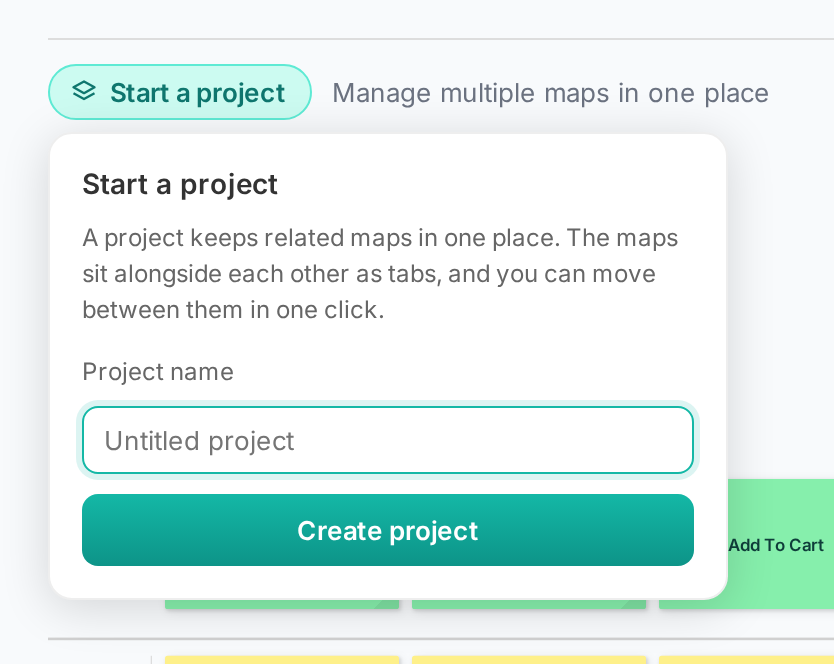 Start a project
Manage multiple maps in one place
Start a project
A project keeps related maps in one place. The maps
sit alongside each other as tabs, and you can move
between them in one click.
Project name
Untitled project
Create project
Add To Cart